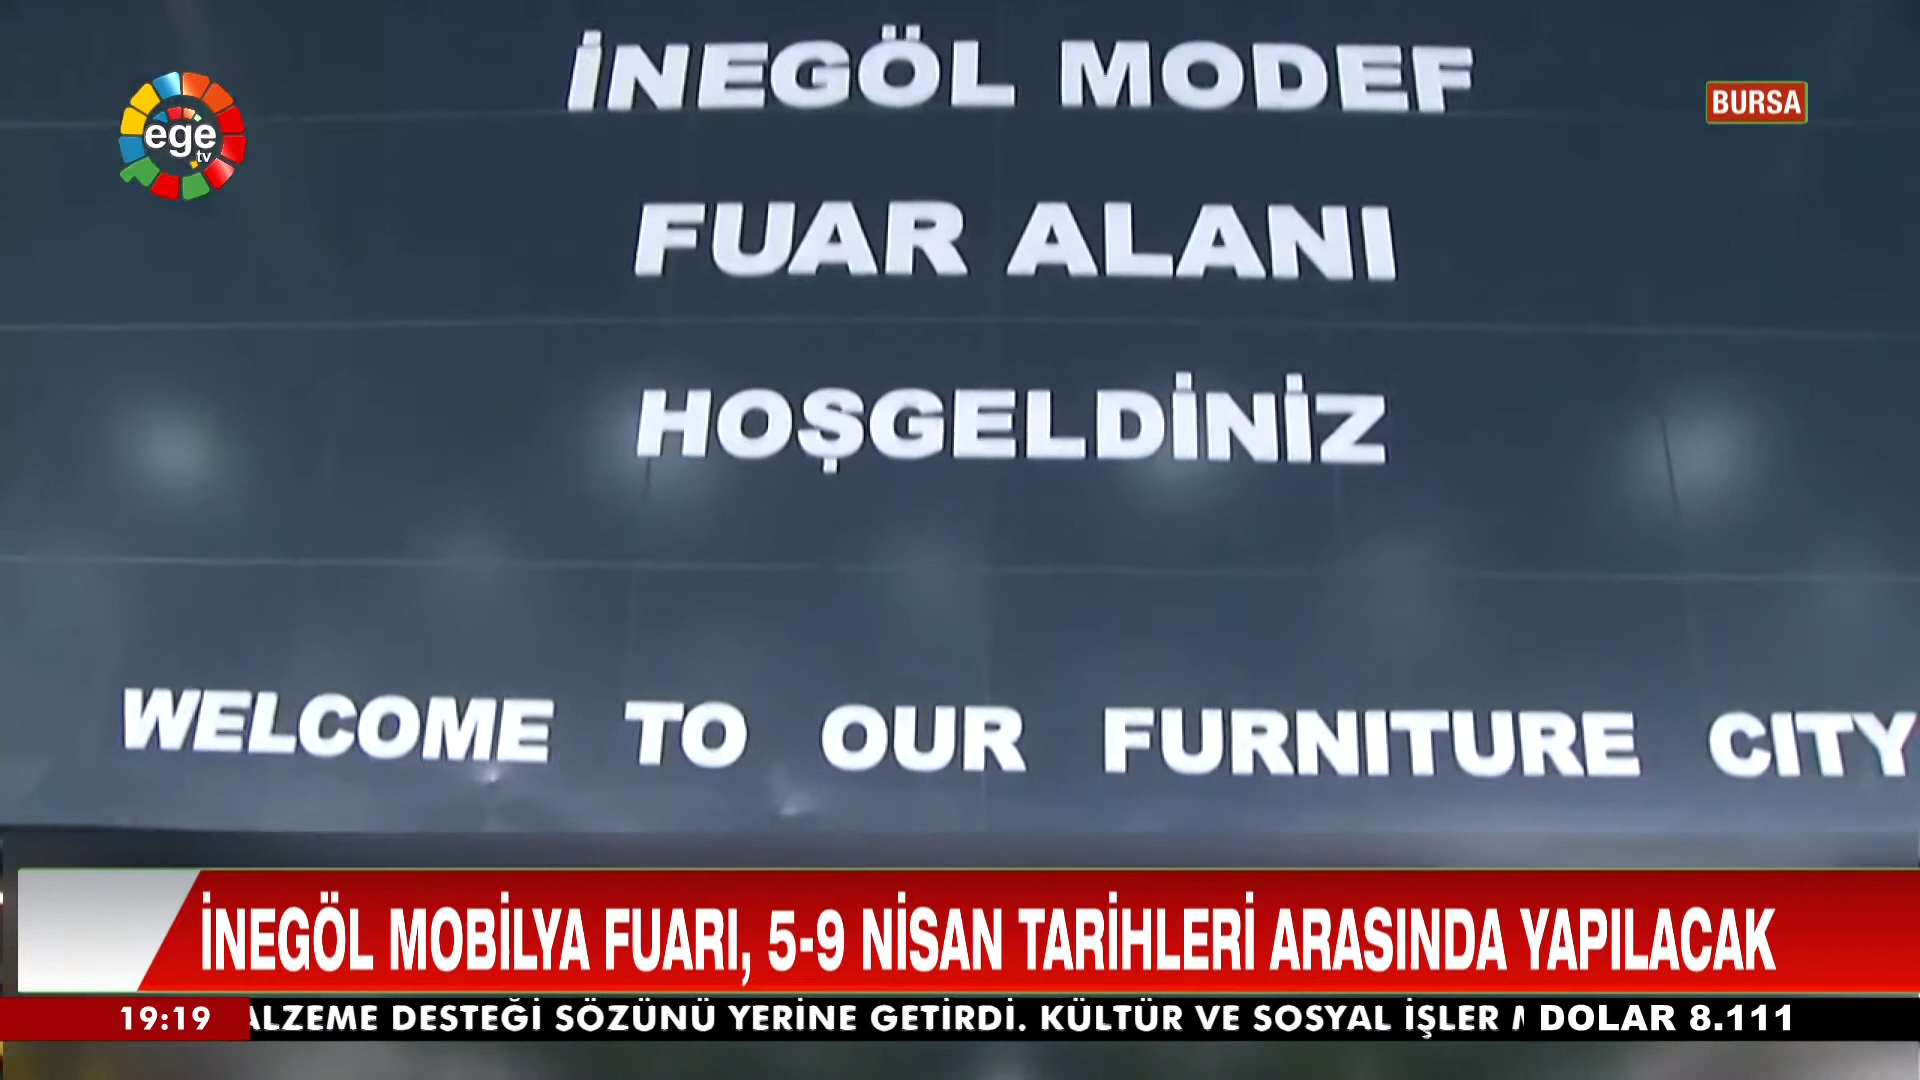 İNEGÖL MODEF
ege tv
BURSA
FUAR ALANI
HOŞGELDİNİZ
WELCOME TO OUR FURNITURE CITY
İNEGÖL MOBİLYA FUARI, 5-9 NİSAN TARİHLERİ ARASINDA YAPILACAK
19:19 ALZEME DESTEĞİ SÖZÜNÜ YERİNE GETİRDİ. KÜLTÜR VE SOSYAL İŞLER DOLAR 8.111